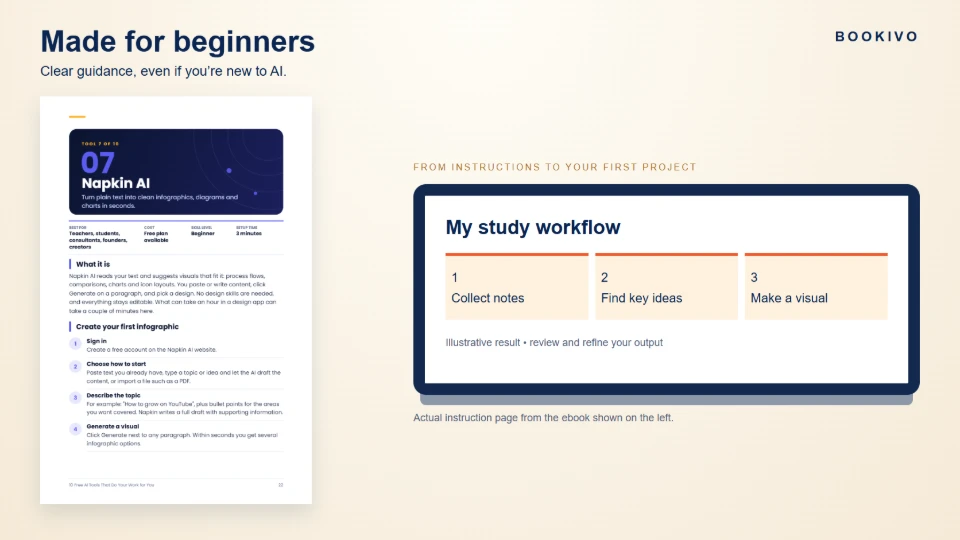 Made for beginners
Clear guidance, even if you're new to AI.
BOOKIVO
TOOL 7 OF 15
07
Napkin AI
Turn plain text into clean infographics, diagrams and
charts in seconds.
BEST FOR
Teachers, students,
consultants, founders,
creators
COST
Free plan
available
SKILL LEVEL
Beginner
SETUP TIME
3 minutes
What it is
Napkin AI reads your text and suggests visuals that fit it: process flows,
comparisons, charts and icon layouts. You paste or write content, click
Generate on a paragraph, and pick a design. No design skills are needed,
and everything stays editable. What can take an hour in a design app can
take a couple of minutes here.
Create your first infographic
1
Sign in
Create a free account on the Napkin AI website.
2
Choose how to start
Paste text you already have, type a topic or idea and let the AI draft the
content, or import a file such as a PDF.
3
Describe the topic
For example: "How to grow on YouTube", plus bullet points for the areas
you want covered. Napkin writes a full draft with supporting information.
4
Generate a visual
Click Generate next to any paragraph. Within seconds you get several
infographic options
© Free AI Tools That Do Your Work for You
FROM INSTRUCTIONS TO YOUR FIRST PROJECT
My study workflow
1
Collect notes
2
Find key ideas
3
Make a visual
Illustrative result • review and refine your output
Actual instruction page from the ebook shown on the left.